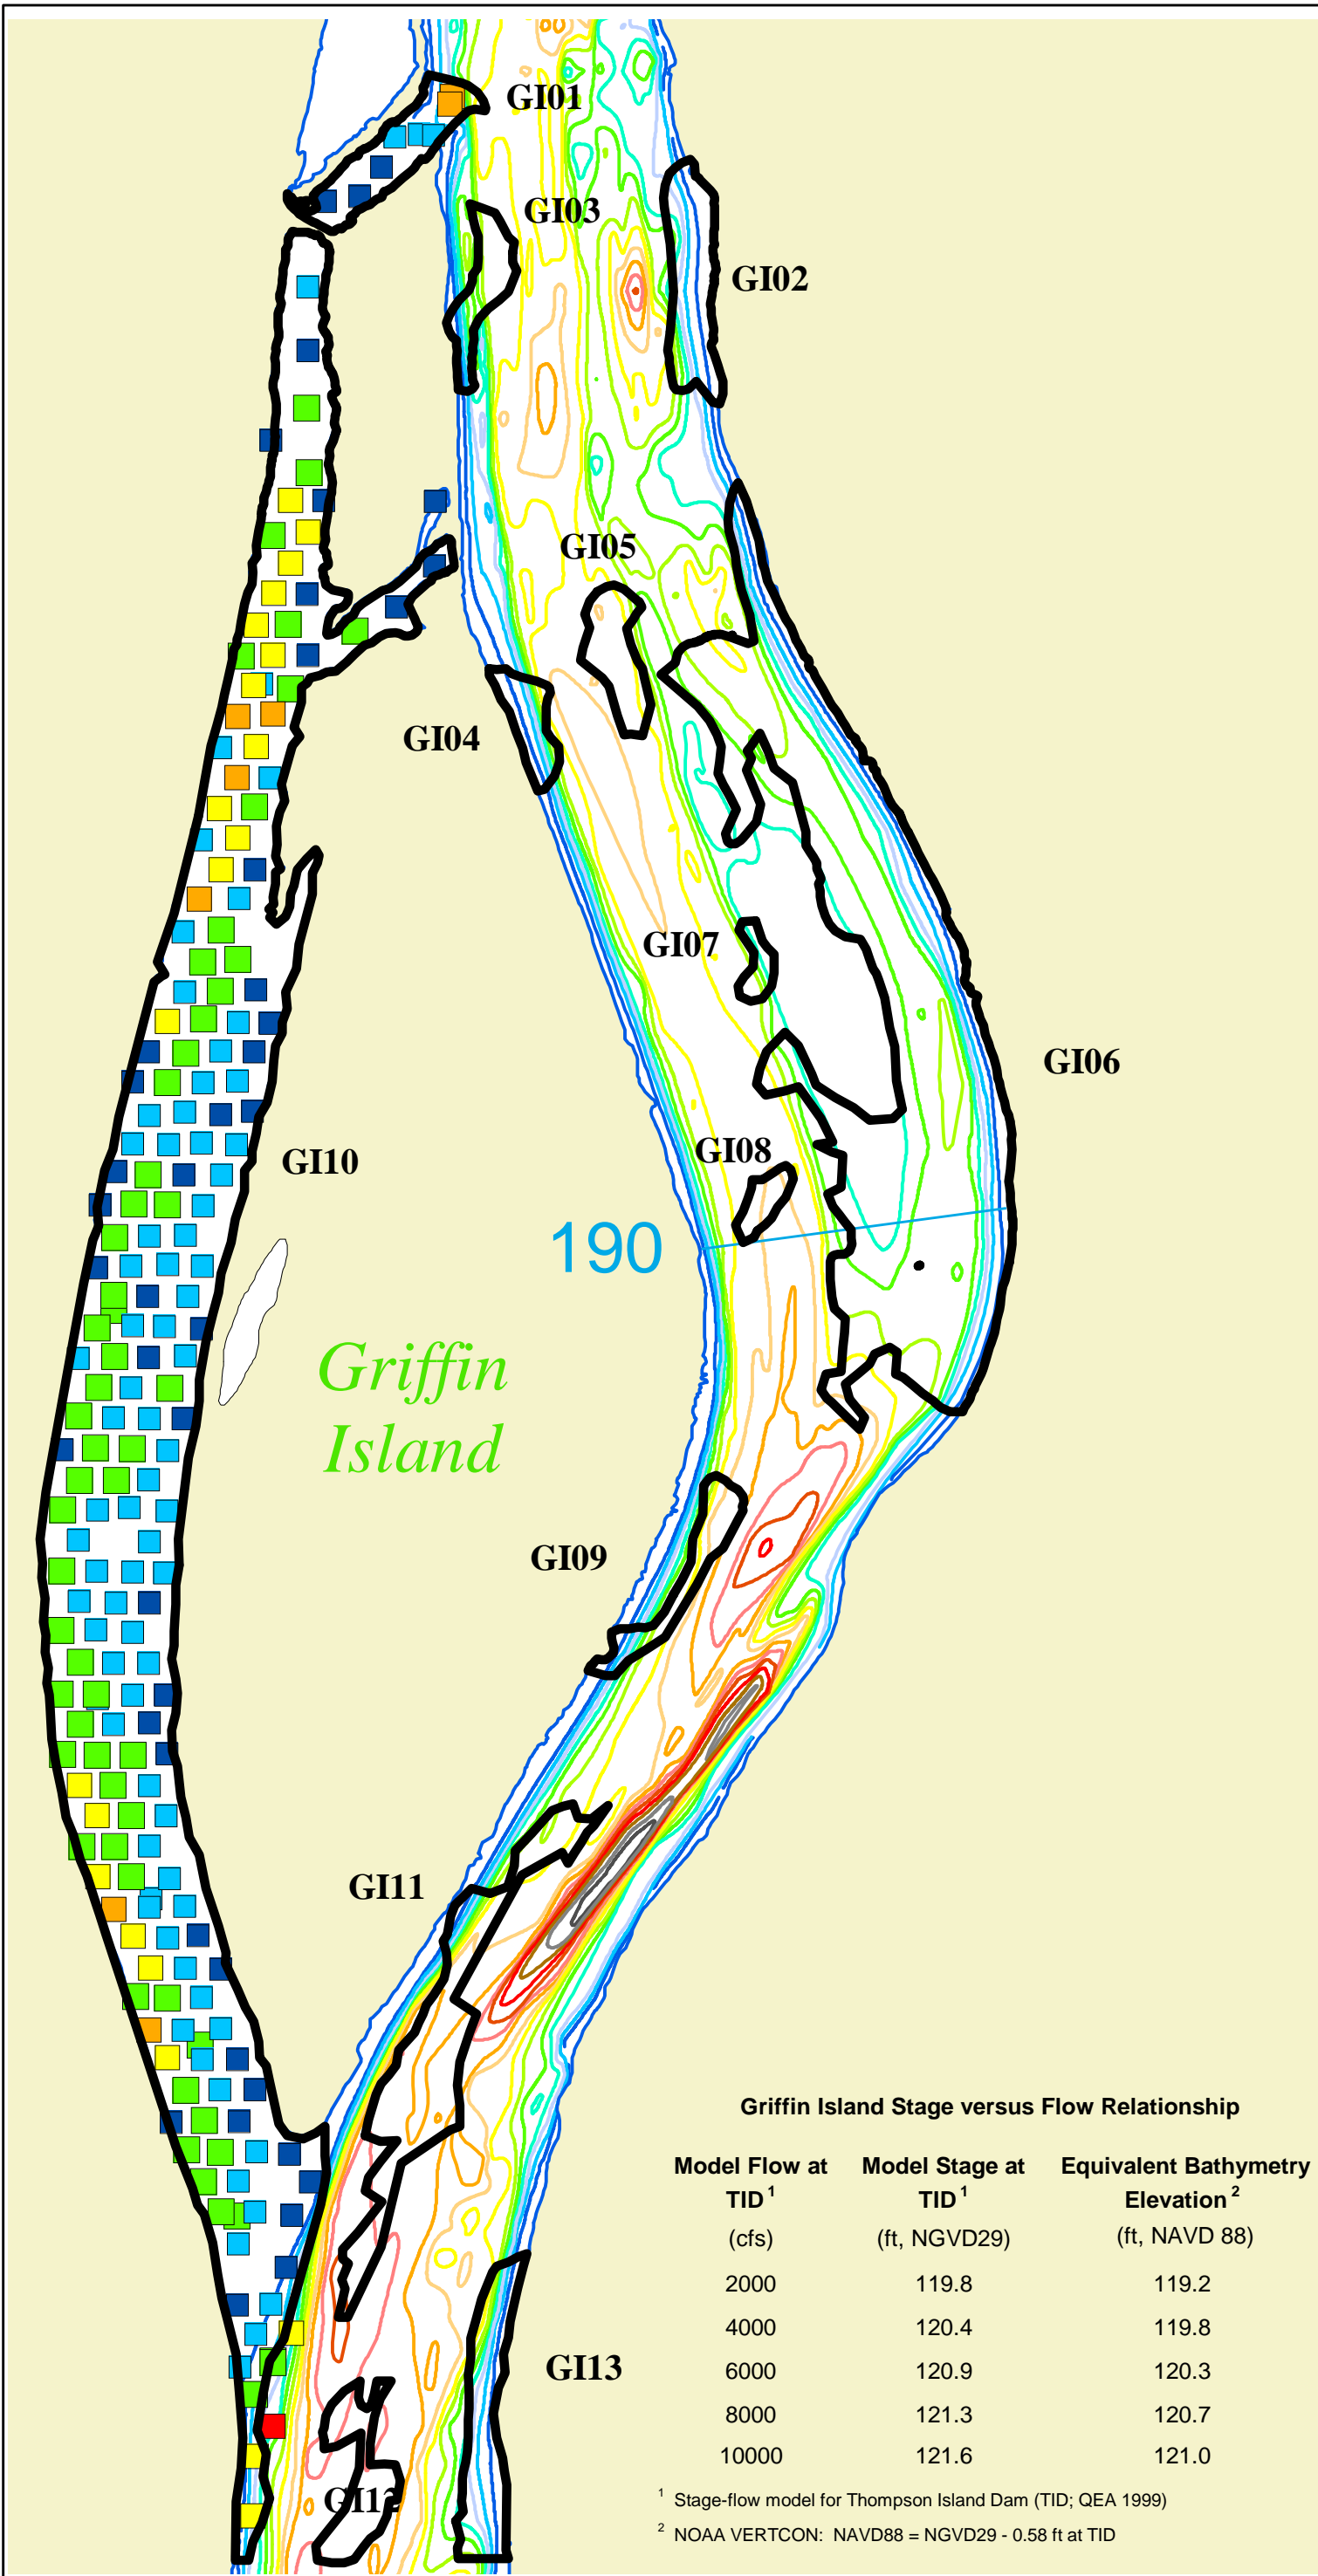 GI01
GI03
GI02
GI05
GI04
GI07
GI06
GI08
GI10
190
Griffin
Island
GI09
GI11
GI13
GI12
Griffin Island Stage versus Flow Relationship
Model Flow at TID 1 Model Stage at TID 1 Equivalent Bathymetry Elevation 2
(cfs) (ft, NGVD29) (ft, NAVD 88)
2000 119.8 119.2
4000 120.4 119.8
6000 120.9 120.3
8000 121.3 120.7
10000 121.6 121.0
1 Stage-flow model for Thompson Island Dam (TID; QEA 1999)
2 NOAA VERTCON: NAVD88 = NGVD29 - 0.58 ft at TID